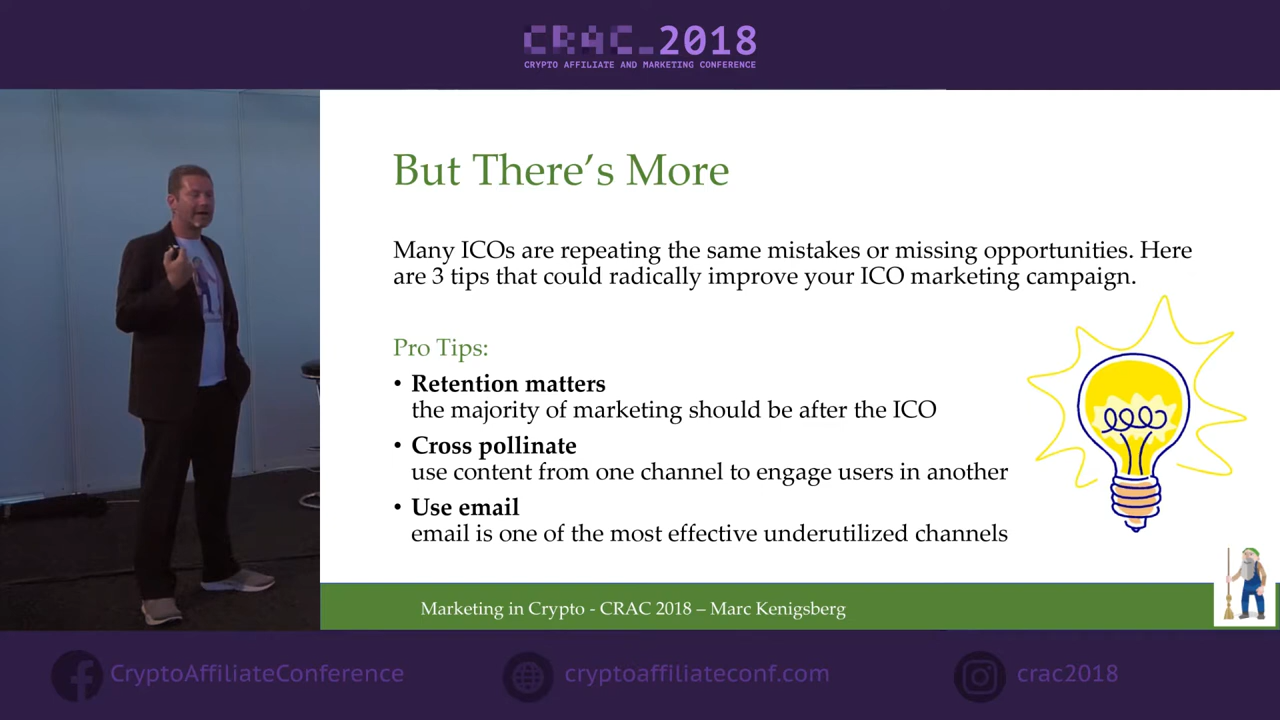 CRAC_2018
CRYPTO AFFILIATE AND MARKETING CONFERENCE
But There's More
Many ICOs are repeating the same mistakes or missing opportunities. Here
are 3 tips that could radically improve your ICO marketing campaign.
Pro Tips:
• Retention matters
the majority of marketing should be after the ICO
• Cross pollinate
use content from one channel to engage users in another
• Use email
email is one of the most effective underutilized channels
Marketing in Crypto - CRAC 2018 – Marc Kenigsberg
CryptoAffiliateConference
cryptoaffiliateconf.com
crac2018